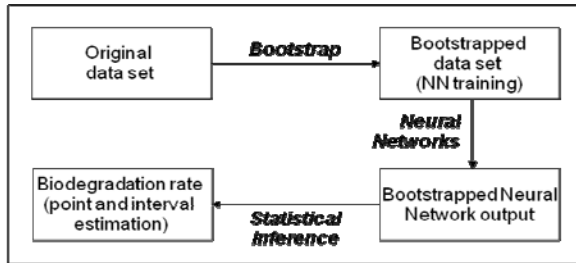 Original
data set
Bootstrap
Bootstrapped
data set
(NN training)
Neural
Networks
Biodegradation rate
(point and interval
estimation)
Statistical
Inference
Bootstrapped Neural
Network output